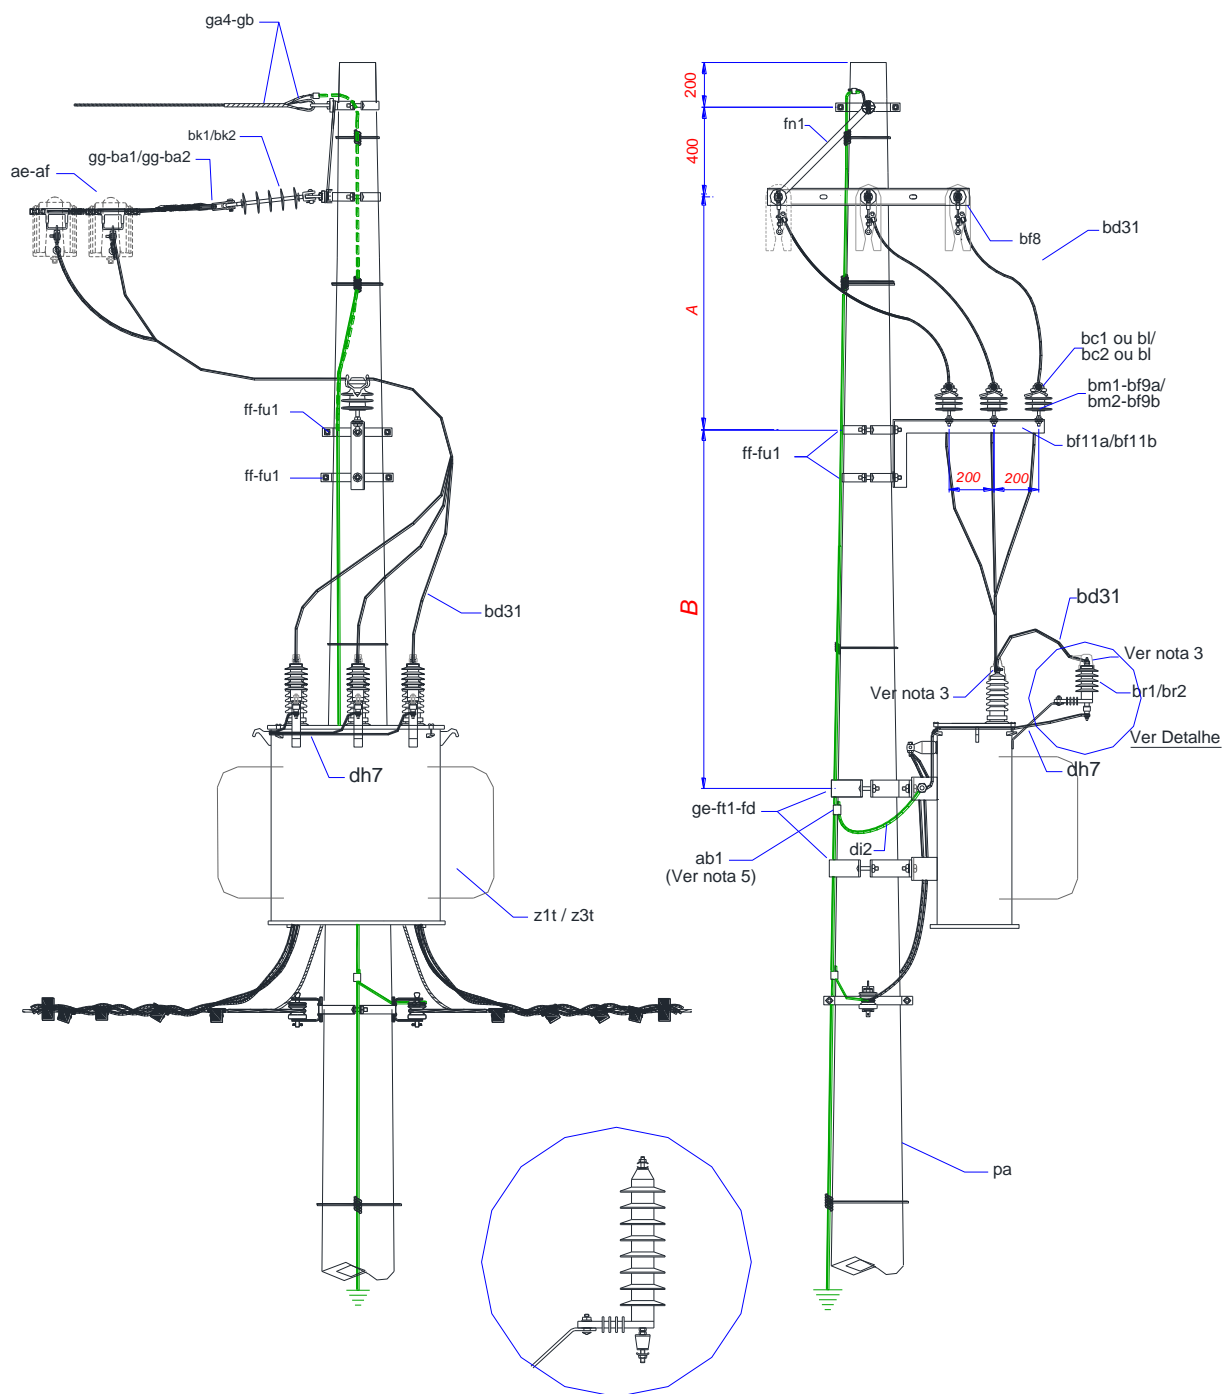 ga4-gb
bk1/bk2
gg-ba1/gg-ba2
ae-af
ff-fu1
ff-fu1
bd31
dh7
z1t / z3t
200
400
A
B
fn1
bf8
bd31
bc1 ou bl/
bc2 ou bl
bm1-bf9a/
bm2-bf9b
bf11a/bf11b
ff-fu1
200
200
bd31
Ver nota 3
Ver nota 3
br1/br2
Ver Detalhe
dh7
ge-ft1-fd
di2
ab1
(Ver nota 5)
pa